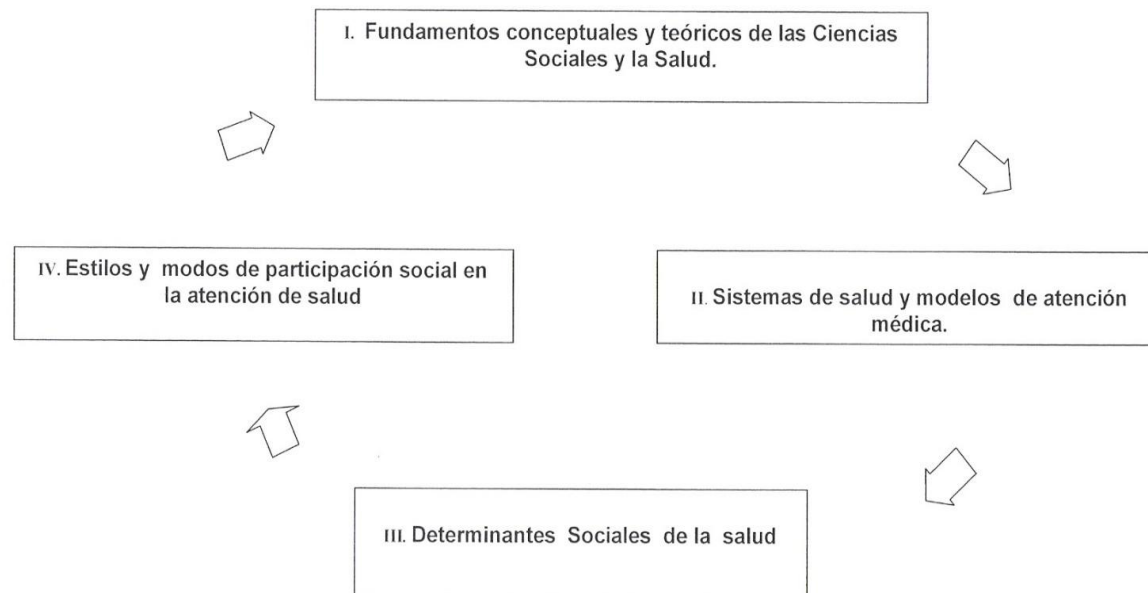 I. Fundamentos conceptuales y teóricos de las Ciencias
Sociales y la Salud.
IV. Estilos y modos de participación social en
la atención de salud
II. Sistemas de salud y modelos de atención
médica.
III. Determinantes Sociales de la salud